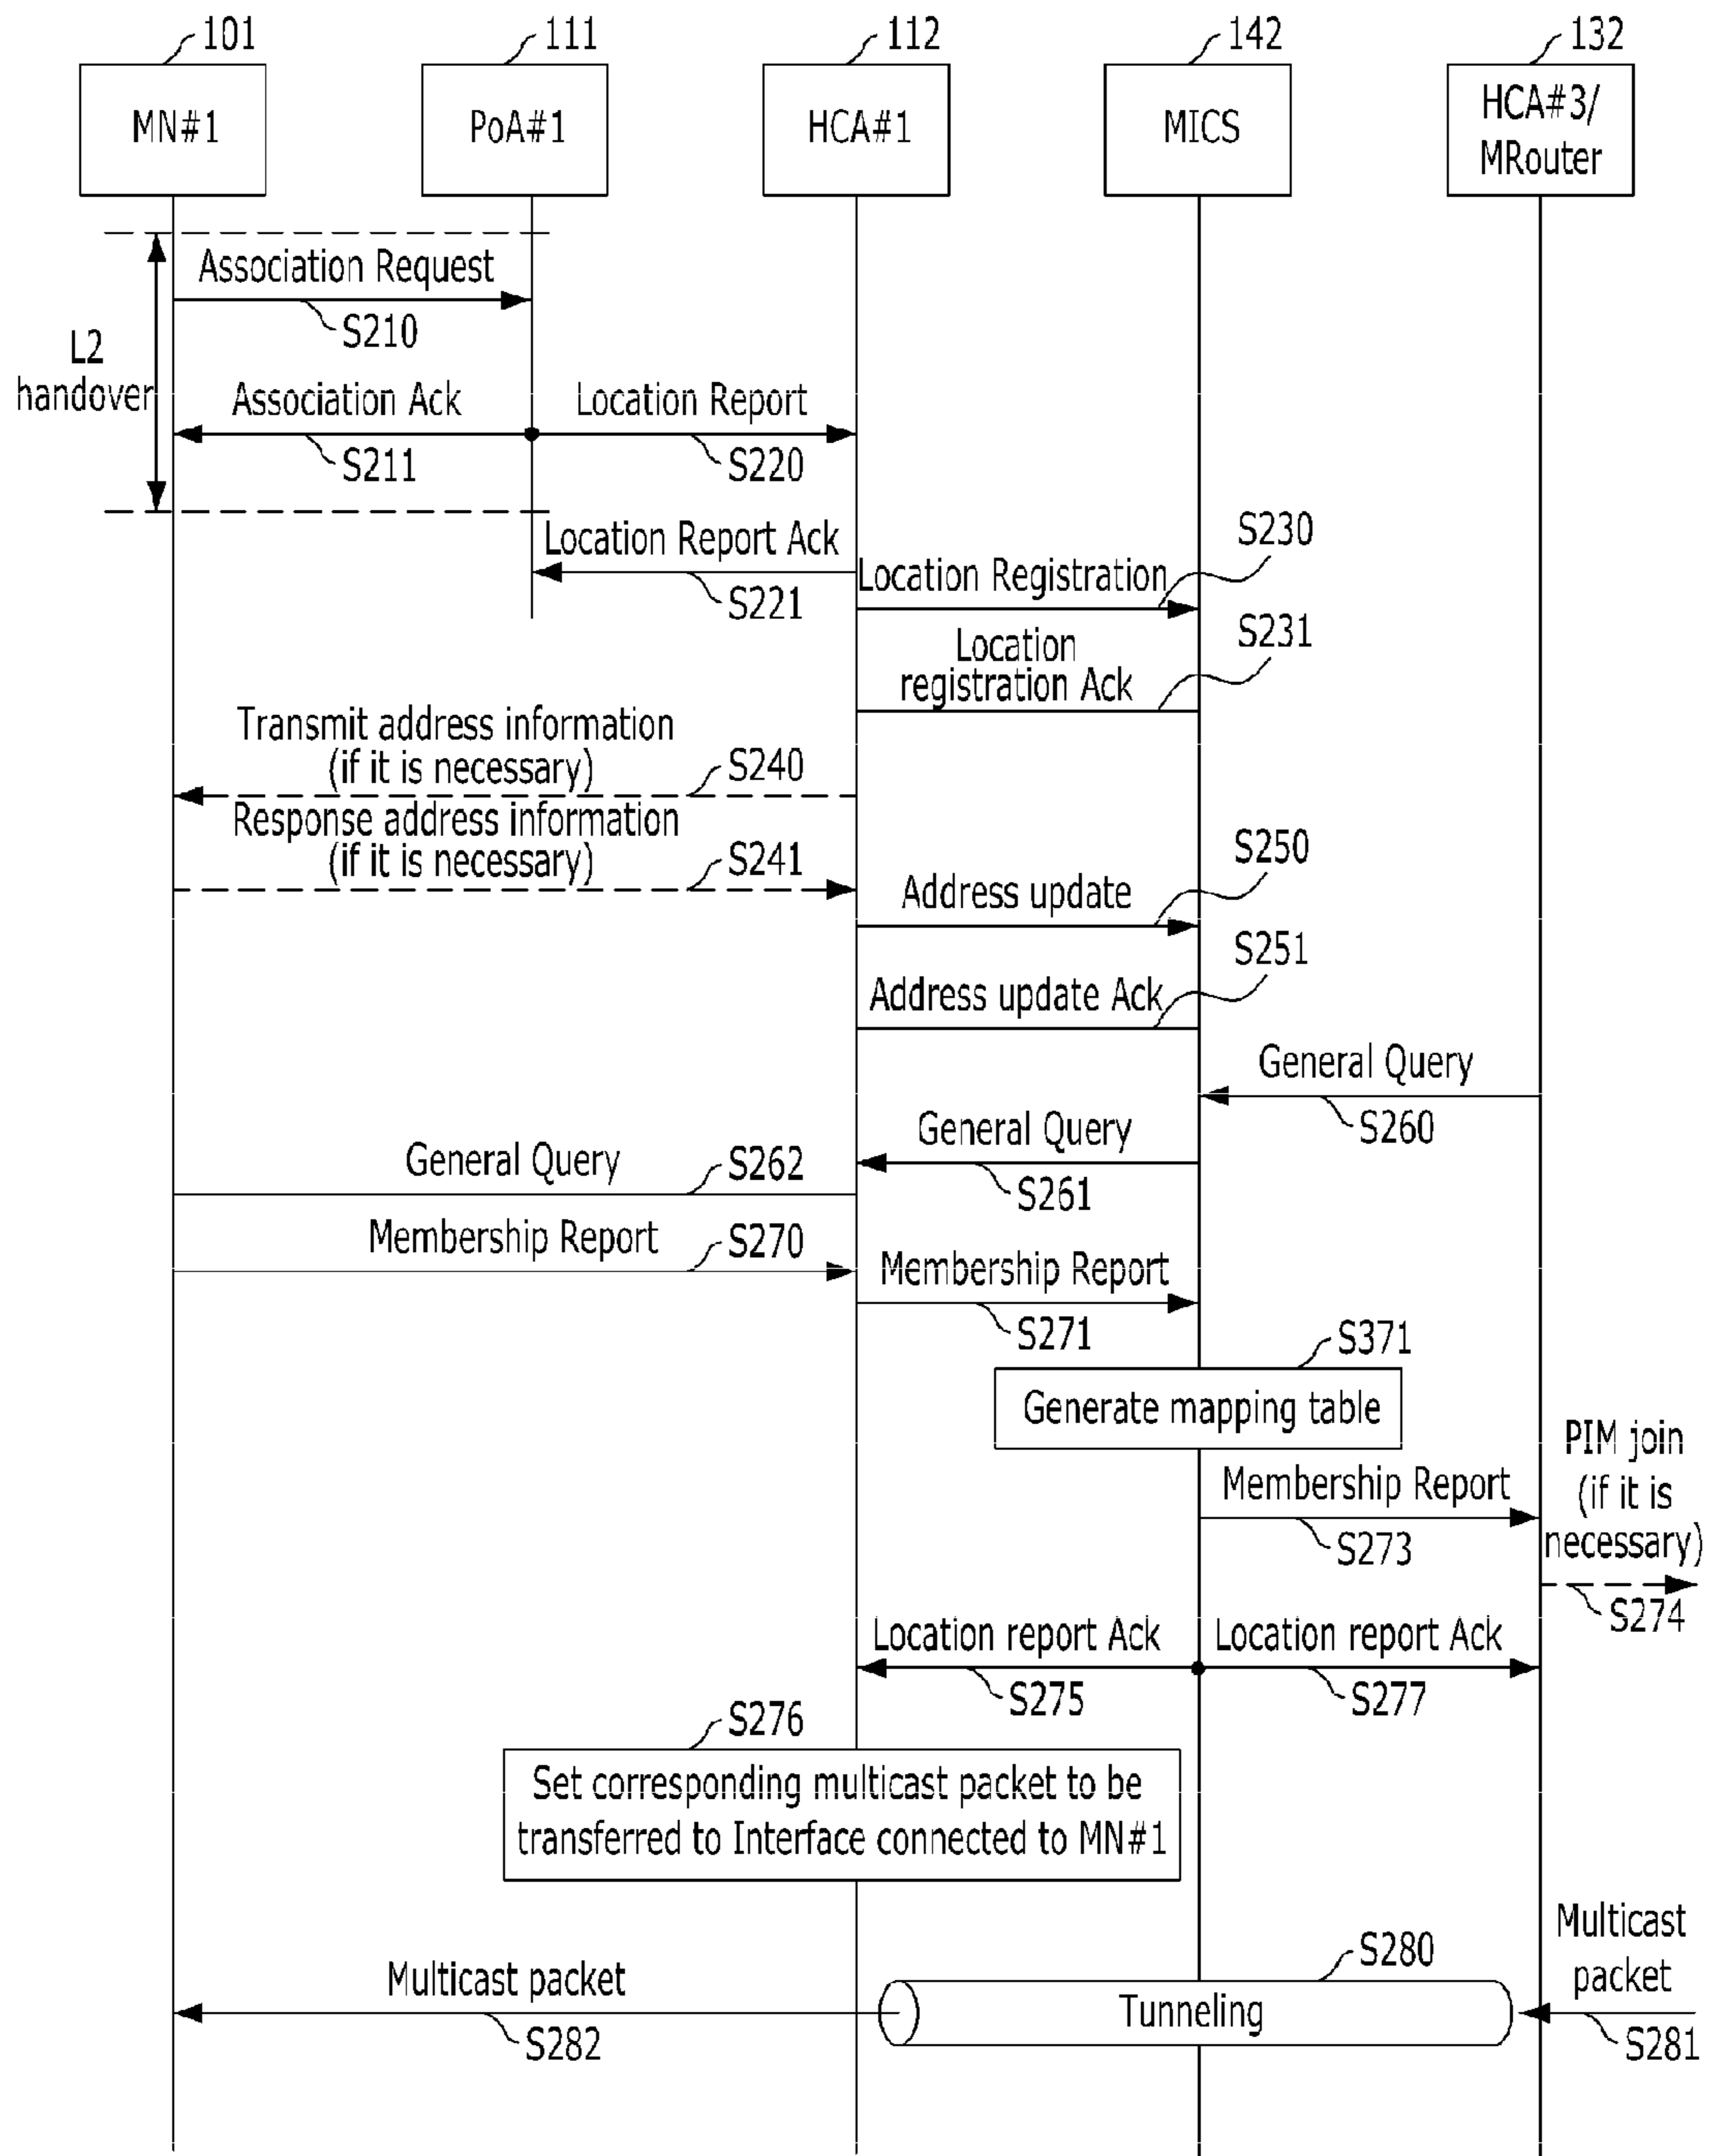 101
111
112
142
132
MN#1
PoA#1
HCA#1
MICS
HCA#3/
MRouter
Association Request
S210
L2
handover
Association Ack
Location Report
S211
S220
Location Report Ack
S221
S230
Location Registration
S231
Location
registration Ack
Transmit address information
(if it is necessary)
S240
Response address information
(if it is necessary)
S241
S250
Address update
S251
Address update Ack
General Query
S260
General Query
S261
General Query
S262
Membership Report
S270
Membership Report
S271
S371
Generate mapping table
PIM join
(if it is
necessary)
Membership Report
S273
S274
Location report Ack
Location report Ack
S275
S277
S276
Set corresponding multicast packet to be
transferred to Interface connected to MN#1
Multicast
packet
S280
Multicast packet
Tunneling
S282
S281